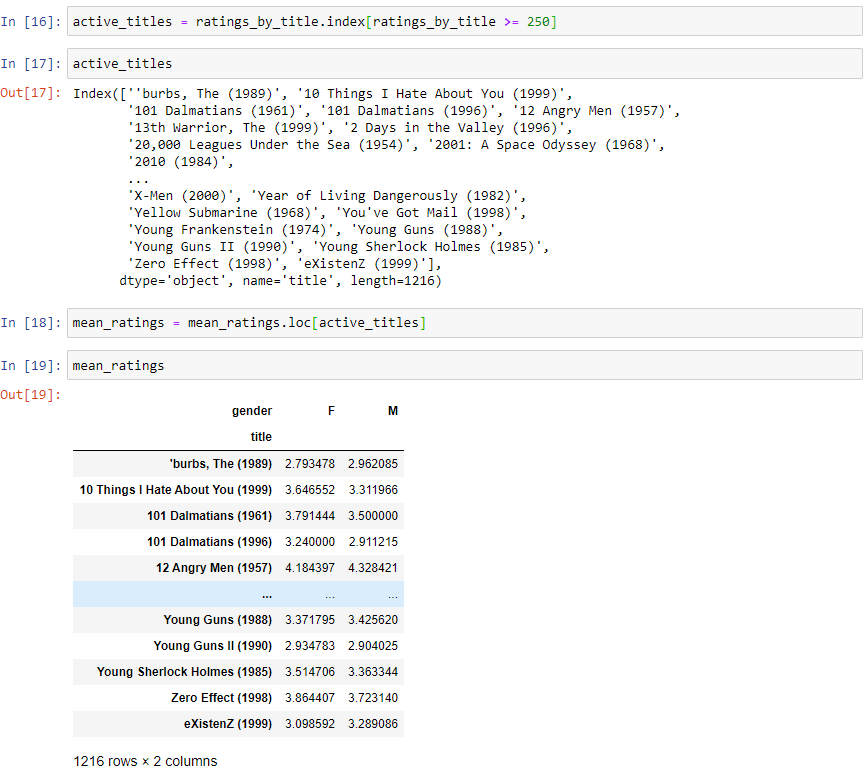 In [16]: active_titles = ratings_by_title.index[ratings_by_title >= 250]
In [17]: active_titles
Out[17]: Index([''burbs, The (1989)', '10 Things I Hate About You (1999)',
'101 Dalmatians (1961)', '101 Dalmatians (1996)', '12 Angry Men (1957)',
'13th Warrior, The (1999)', '2 Days in the Valley (1996)',
'20,000 Leagues Under the Sea (1954)', '2001: A Space Odyssey (1968)',
'2010 (1984)',
...
'X-Men (2000)', 'Year of Living Dangerously (1982)',
'Yellow Submarine (1968)', 'You've Got Mail (1998)',
'Young Frankenstein (1974)', 'Young Guns (1988)',
'Young Guns II (1990)', 'Young Sherlock Holmes (1985)',
'Zero Effect (1998)', 'eXistenZ (1999)'],
dtype='object', name='title', length=1216)
In [18]: mean_ratings = mean_ratings.loc[active_titles]
In [19]: mean_ratings
Out[19]:
gender F M
title
'burbs, The (1989) 2.793478 2.962085
10 Things I Hate About You (1999) 3.646552 3.311966
101 Dalmatians (1961) 3.791444 3.500000
101 Dalmatians (1996) 3.240000 2.911215
12 Angry Men (1957) 4.184397 4.328421
... ... ...
Young Guns (1988) 3.371795 3.425620
Young Guns II (1990) 2.934783 2.904025
Young Sherlock Holmes (1985) 3.514706 3.363344
Zero Effect (1998) 3.864407 3.723140
eXistenZ (1999) 3.098592 3.289086
1216 rows × 2 columns